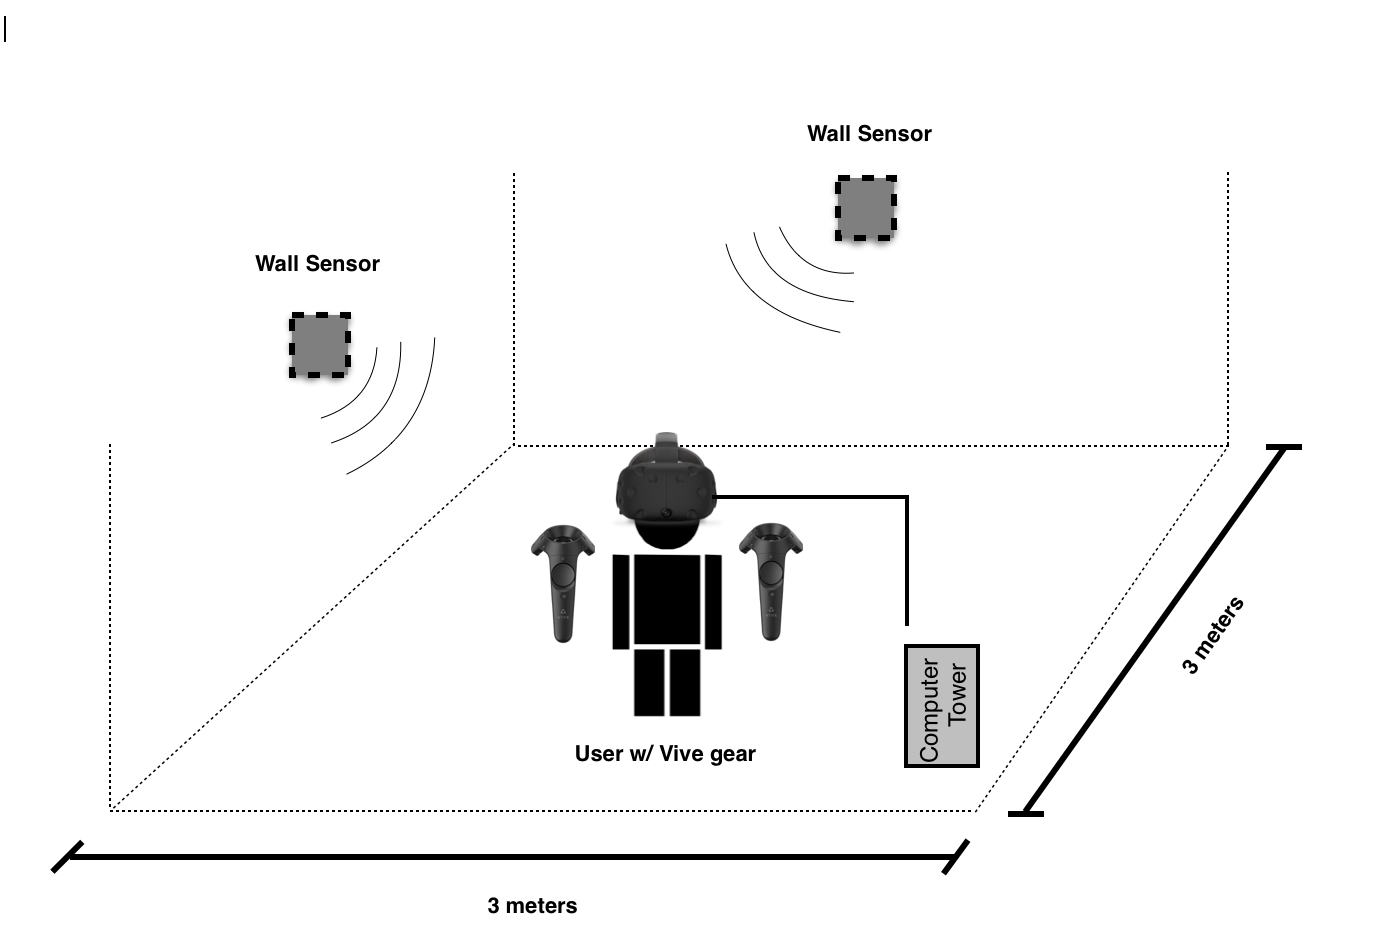 Wall Sensor
Wall Sensor
3 meters
Computer
Tower
User w/ Vive gear
3 meters